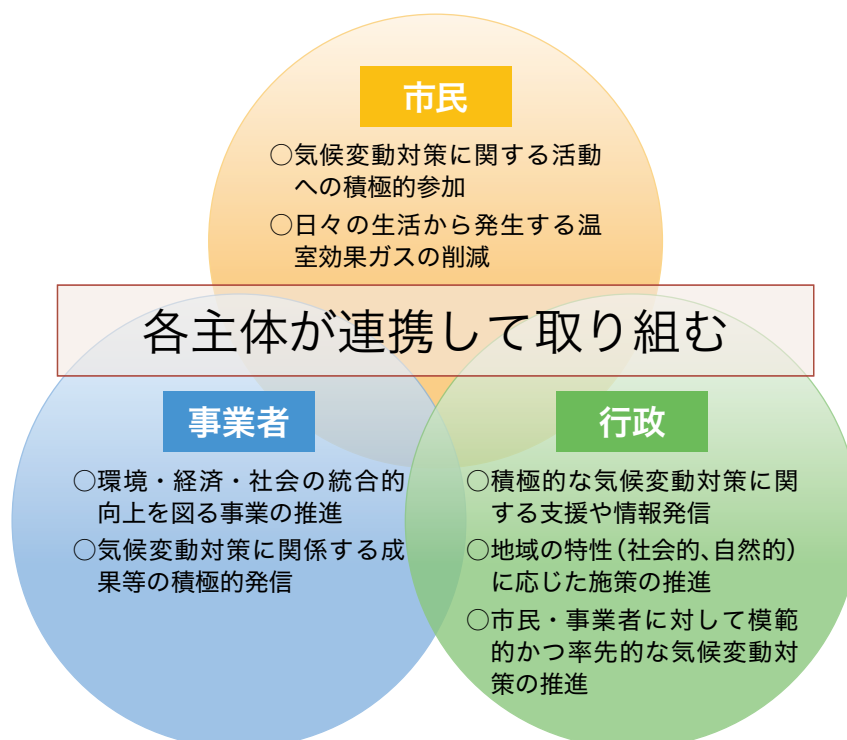 市民
○気候変動対策に関する活動
への積極的参加
○日々の生活から発生する温
室効果ガスの削減
各主体が連携して取り組む
事業者
○環境・経済・社会の統合的
向上を図る事業の推進
○気候変動対策に関係する成
果等の積極的発信
行政
○積極的な気候変動対策に関
する支援や情報発信
○地域の特性(社会的、自然的)
に応じた施策の推進
○市民・事業者に対して模範
的かつ率先的な気候変動対
策の推進